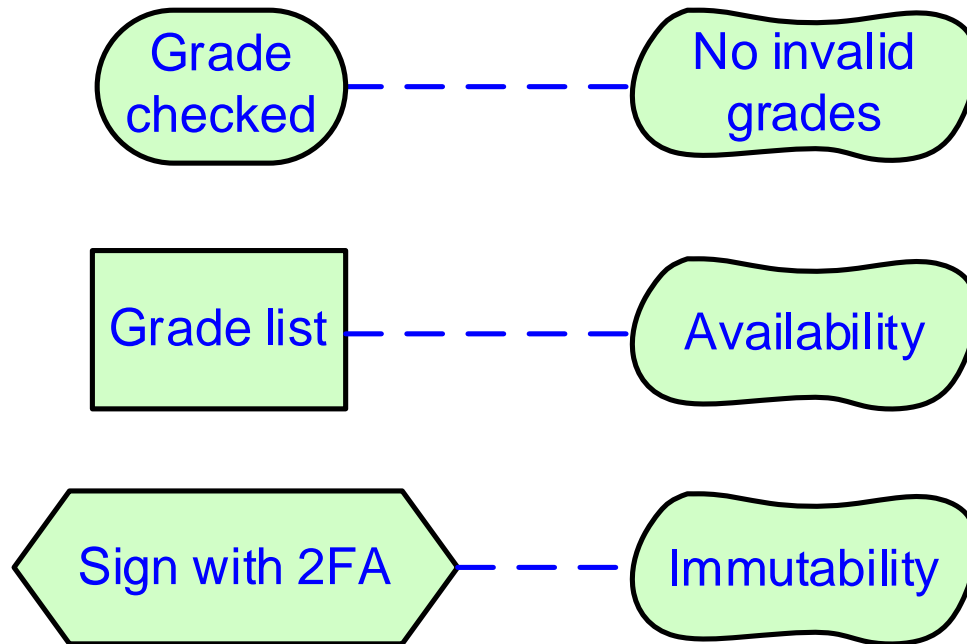 Grade
checked
No invalid
grades
Grade list
Availability
Sign with 2FA
Immutability